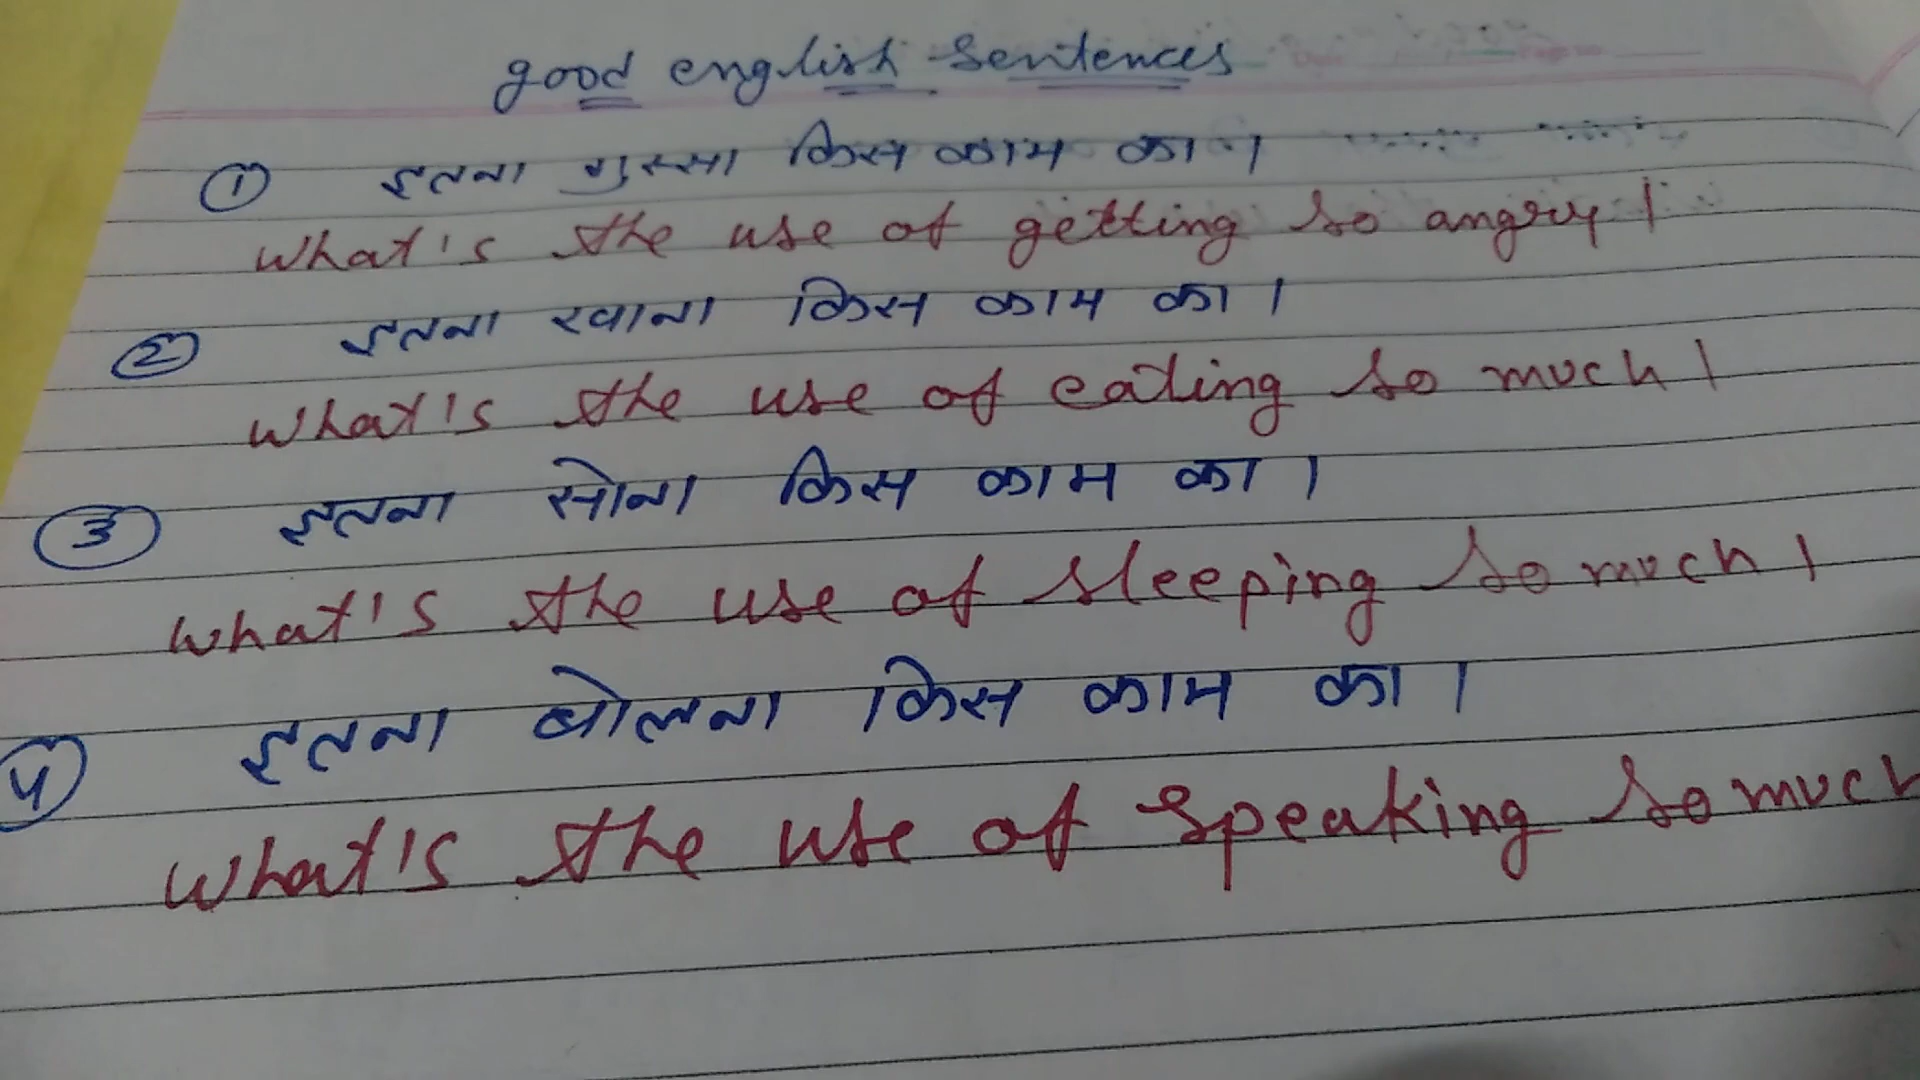 good english sentences
① इतना गुस्सा किस काम का।
What's the use of getting so angry।
② इतना खाना किस काम का।
What's the use of eating so much।
③ इतना सोना किस काम का।
What's the use of sleeping so much।
④ इतना बोलना किस काम का।
What's the use of speaking so much